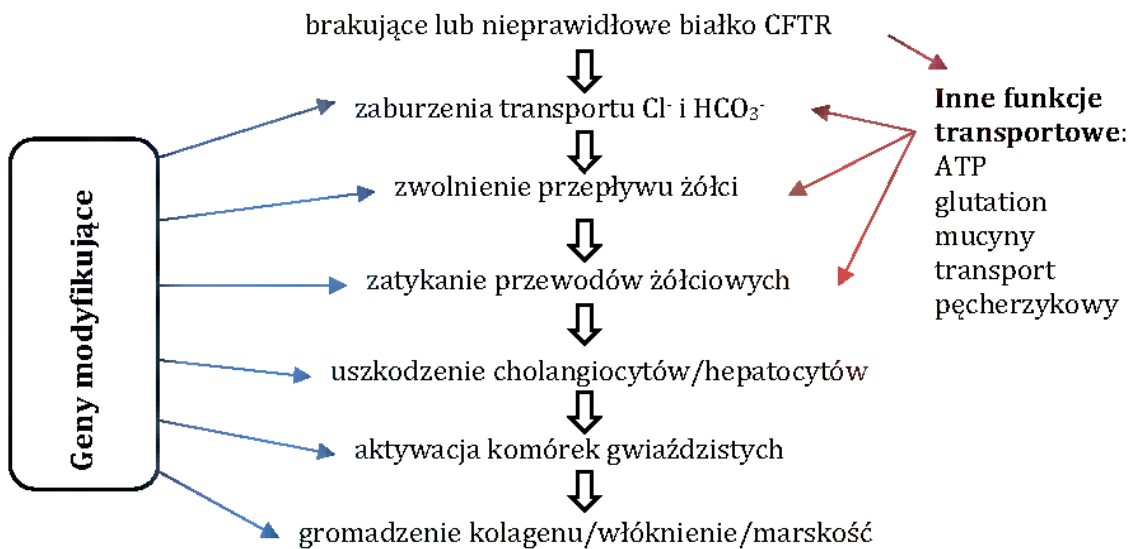 brakujące lub nieprawidłowe białko CFTR
zaburzenia transportu Cl⁻ i HCO₃⁻
zwolnienie przepływu żółci
zatykanie przewodów żółciowych
uszkodzenie cholangiocytów/hepatocytów
aktywacja komórek gwiaździstych
gromadzenie kolagenu/włóknienie/marskość
Geny modyfikujące
Inne funkcje
transportowe:
ATP
glutation
mucyny
transport
pęcherzykowy